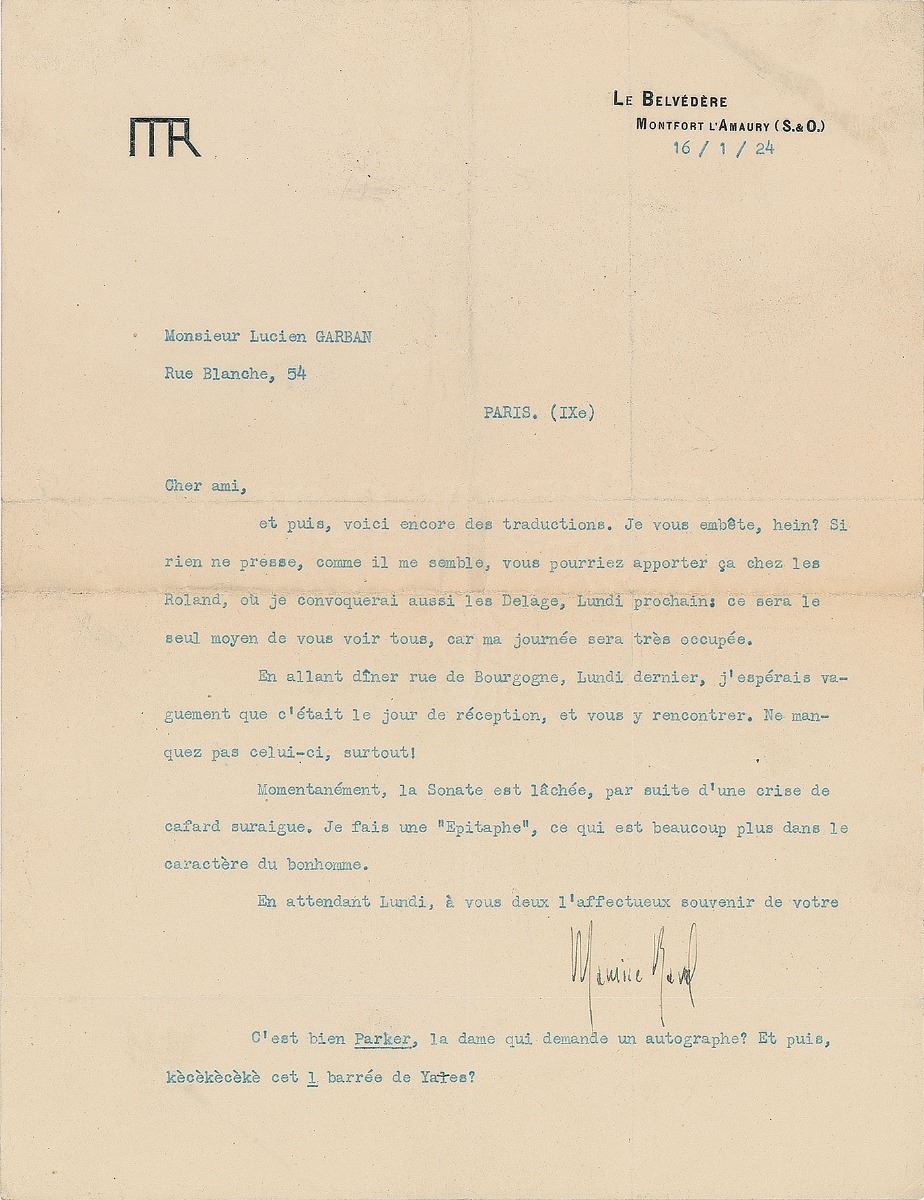 MR
LE BELVÉDÈRE
MONTFORT L'AMAURY (S.&O.)
16 / 1 / 24
Monsieur Lucien GARBAN
Rue Blanche, 54
PARIS. (IXe)
Cher ami,
et puis, voici encore des traductions. Je vous embête, hein? Si
rien ne presse, comme il me semble, vous pourriez apporter ça chez les
Roland, où je convoquerai aussi les Delage, Lundi prochain; ce sera le
seul moyen de vous voir tous, car ma journée sera très occupée.
En allant dîner rue de Bourgogne, Lundi dernier, j'espérais va-
guement que c'était le jour de réception, et vous y rencontrer. Ne man-
quez pas celui-ci, surtout!
Momentanément, la Sonate est lâchée, par suite d'une crise de
cafard suraigue. Je fais une "Epitaphe", ce qui est beaucoup plus dans le
caractère du bonhomme.
En attendant Lundi, à vous deux l'affectueux souvenir de votre
Maurice Ravel
C'est bien Parker, la dame qui demande un autographe? Et puis,
kècèkècèkè cet l barrée de Yates?